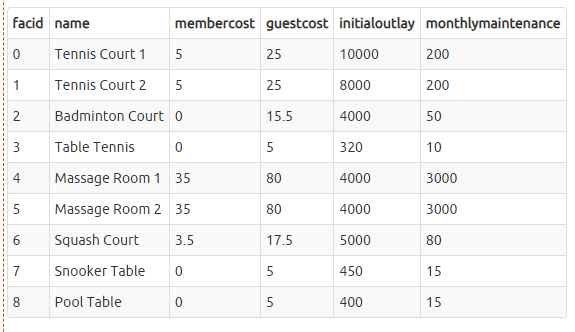 facid name membercost guestcost initialoutlay monthlymaintenance
0 Tennis Court 1 5 25 10000 200
1 Tennis Court 2 5 25 8000 200
2 Badminton Court 0 15.5 4000 50
3 Table Tennis 0 5 320 10
4 Massage Room 1 35 80 4000 3000
5 Massage Room 2 35 80 4000 3000
6 Squash Court 3.5 17.5 5000 80
7 Snooker Table 0 5 450 15
8 Pool Table 0 5 400 15